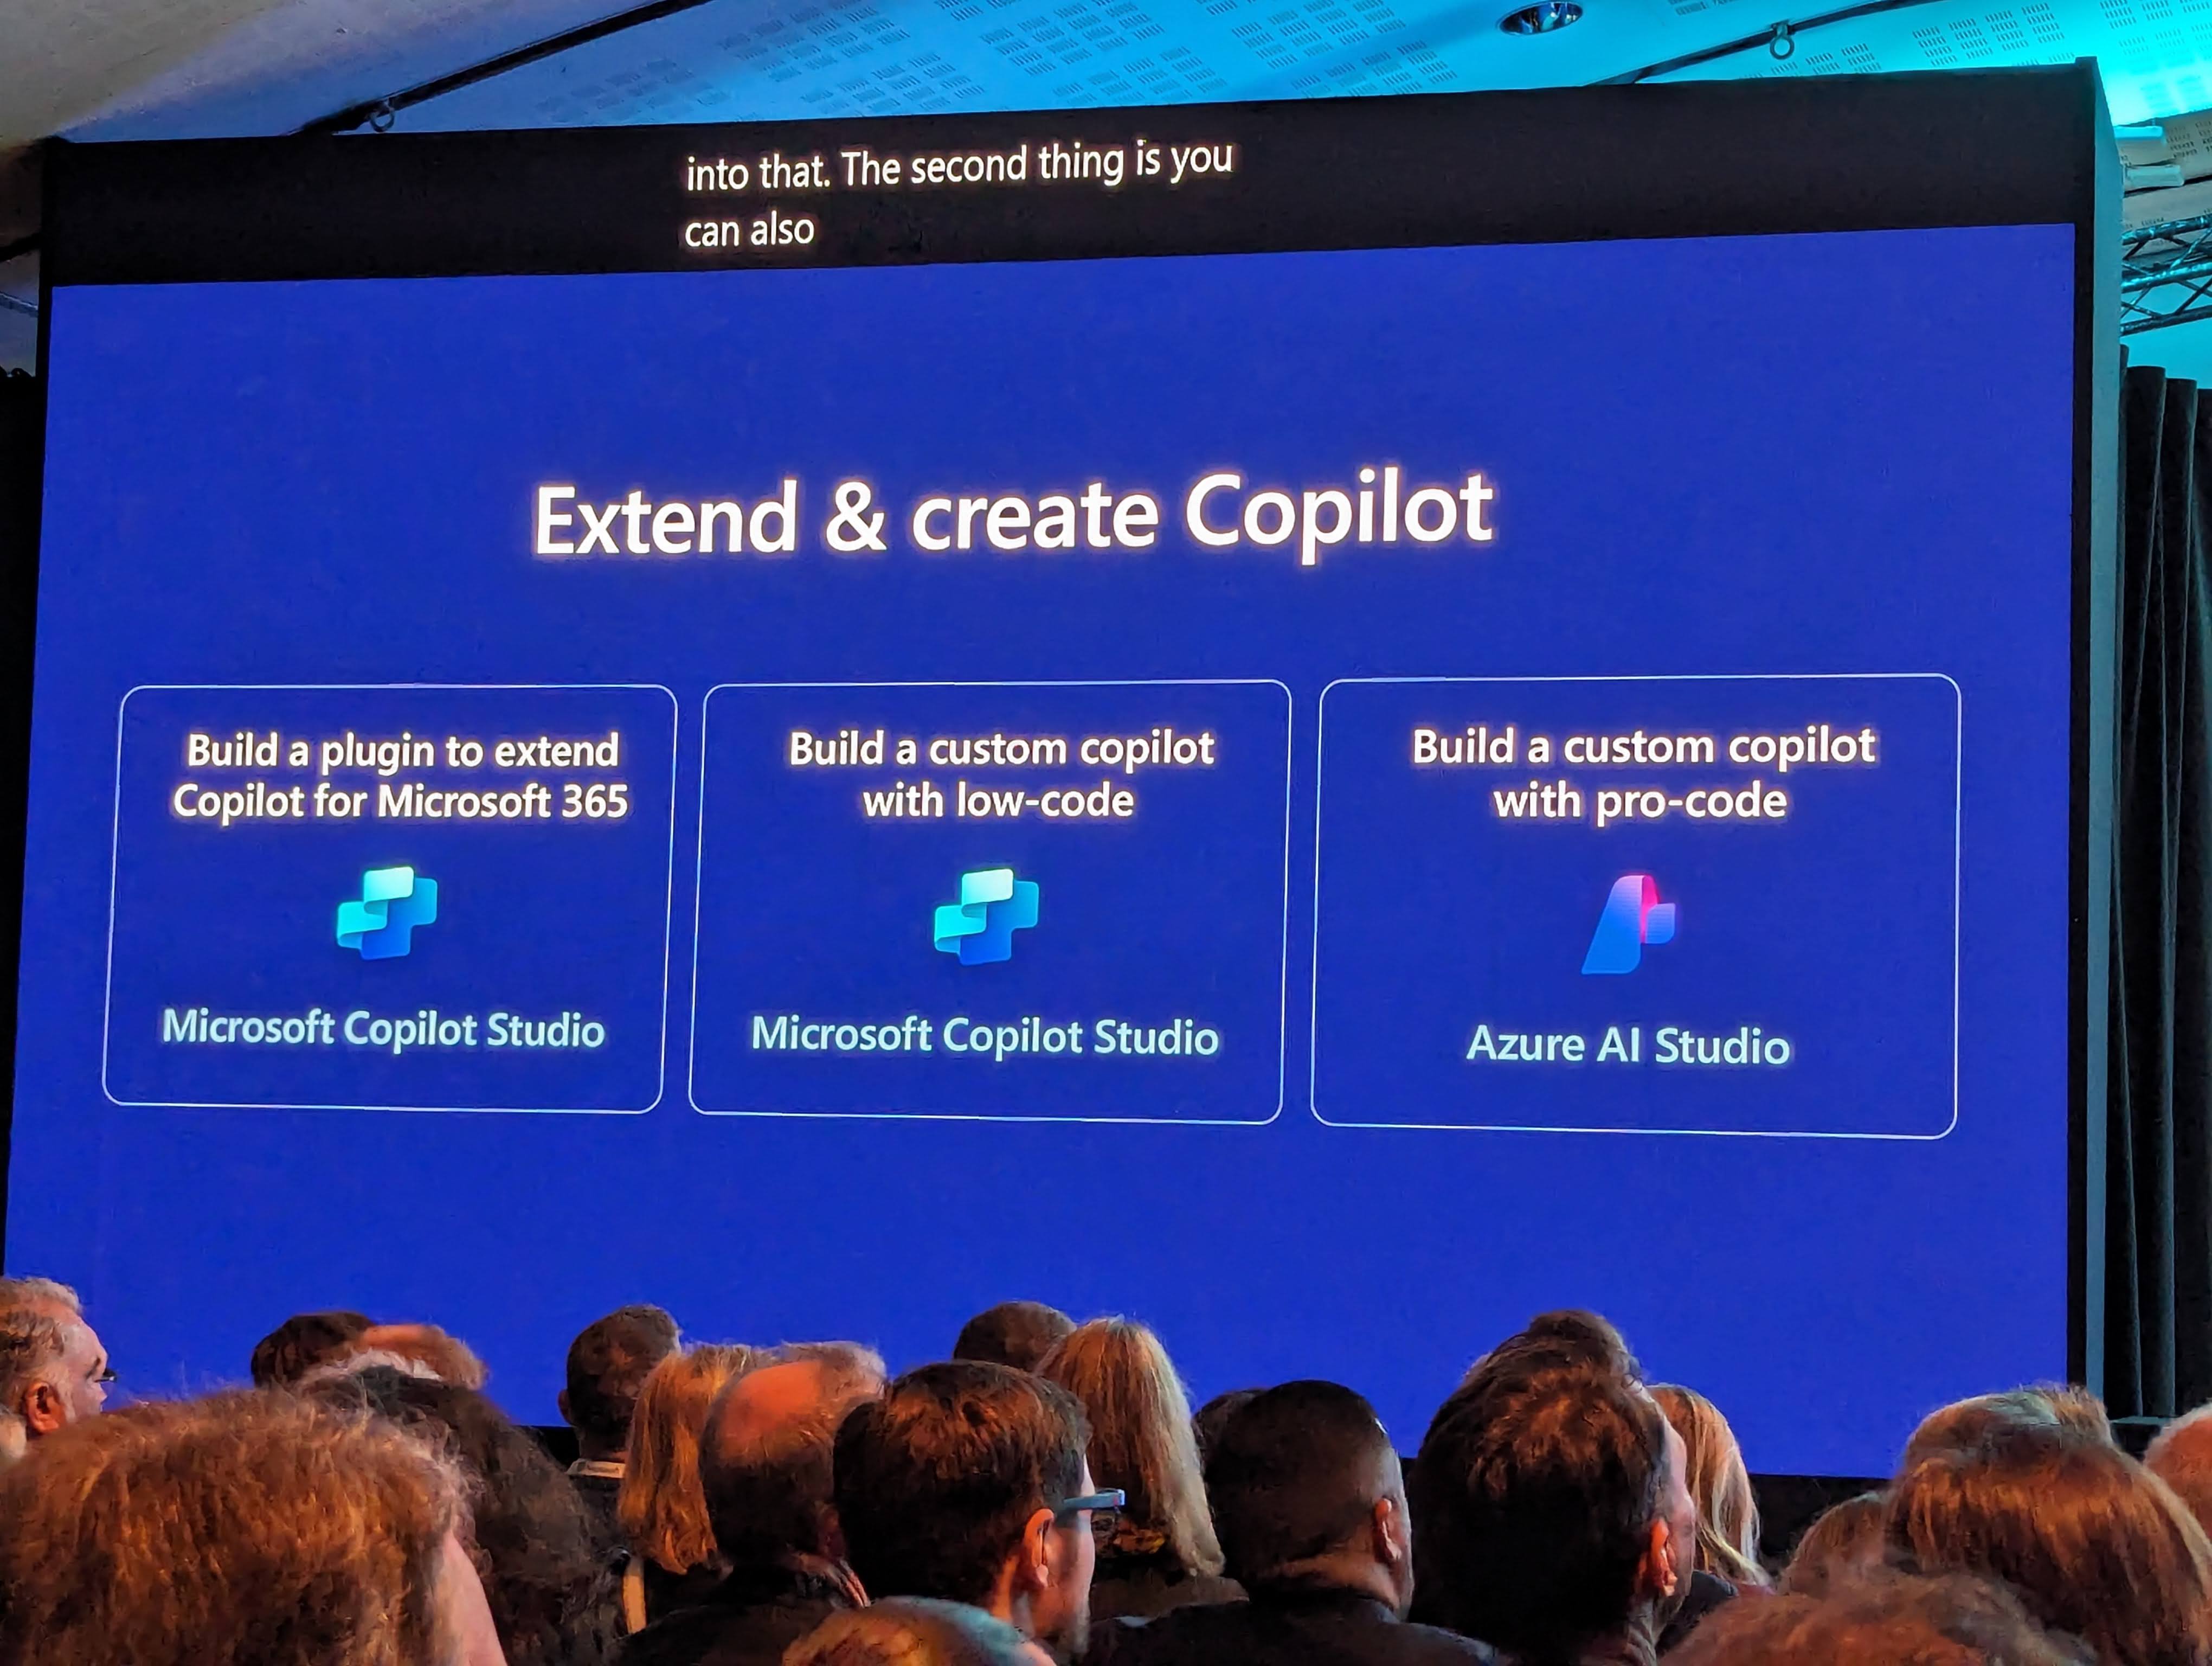 into that. The second thing is you
can also
Extend & create Copilot
Build a plugin to extend
Copilot for Microsoft 365
Microsoft Copilot Studio
Build a custom copilot
with low-code
Microsoft Copilot Studio
Build a custom copilot
with pro-code
Azure AI Studio